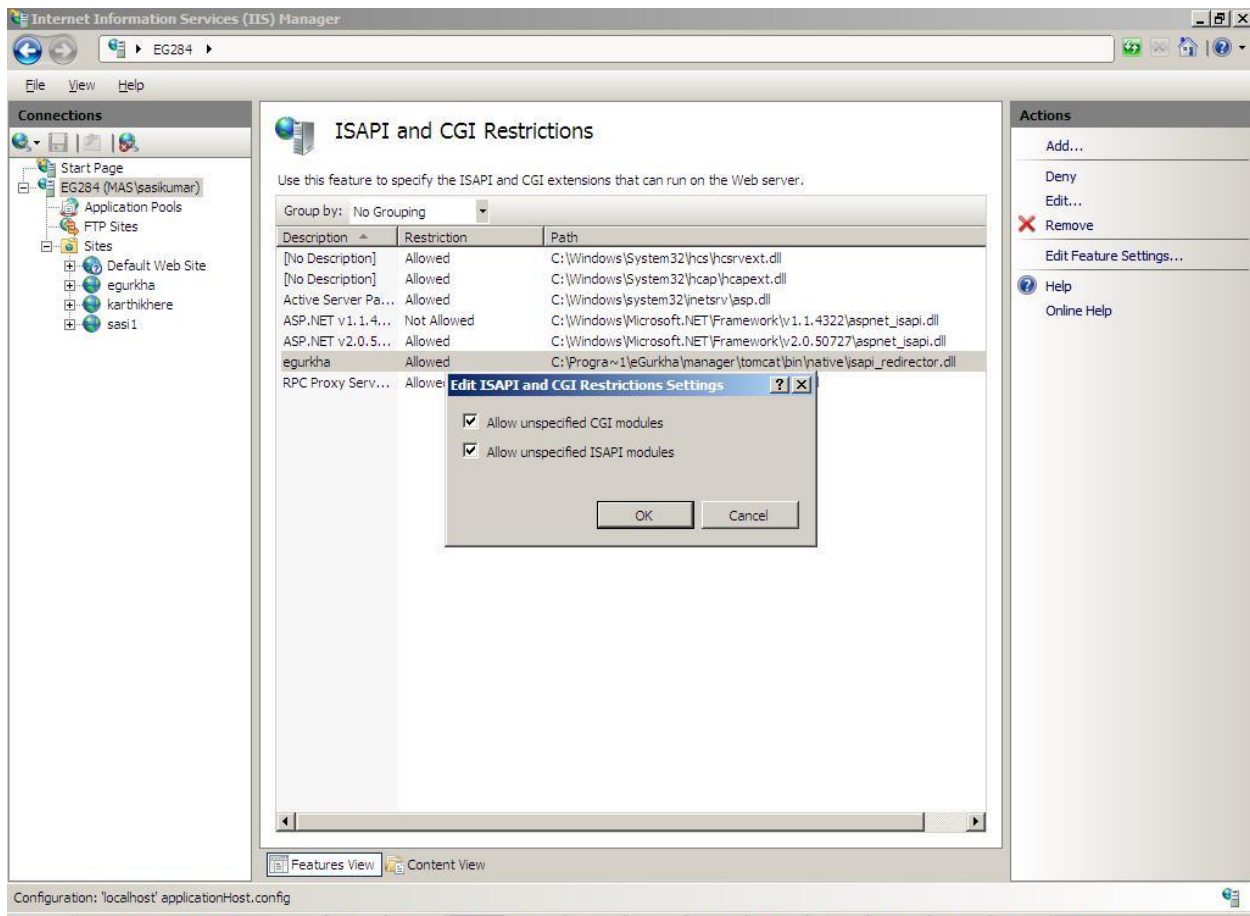 Internet Information Services (IIS) Manager
EG284
File View Help
Connections
Start Page
EG284 (MAS\sasikumar)
Application Pools
FTP Sites
Sites
Default Web Site
egurkha
karthikhere
sasi1
ISAPI and CGI Restrictions
Use this feature to specify the ISAPI and CGI extensions that can run on the Web server.
Group by: No Grouping
Description Restriction Path
[No Description] Allowed C:\Windows\System32\hcs\hcsrvext.dll
[No Description] Allowed C:\Windows\System32\hcap\hcapext.dll
Active Server Pa... Allowed C:\Windows\system32\inetsrv\asp.dll
ASP.NET v1.1.4... Not Allowed C:\Windows\Microsoft.NET\Framework\v1.1.4322\aspnet_isapi.dll
ASP.NET v2.0.5... Allowed C:\Windows\Microsoft.NET\Framework\v2.0.50727\aspnet_isapi.dll
egurkha Allowed C:\Progra~1\eGurkha\manager\tomcat\bin\native\isapi_redirector.dll
RPC Proxy Serv...
Edit ISAPI and CGI Restrictions Settings
Allow unspecified CGI modules
Allow unspecified ISAPI modules
OK Cancel
Features View Content View
Actions
Add...
Deny
Edit...
Remove
Edit Feature Settings...
Help
Online Help
Configuration: 'localhost' applicationHost.config